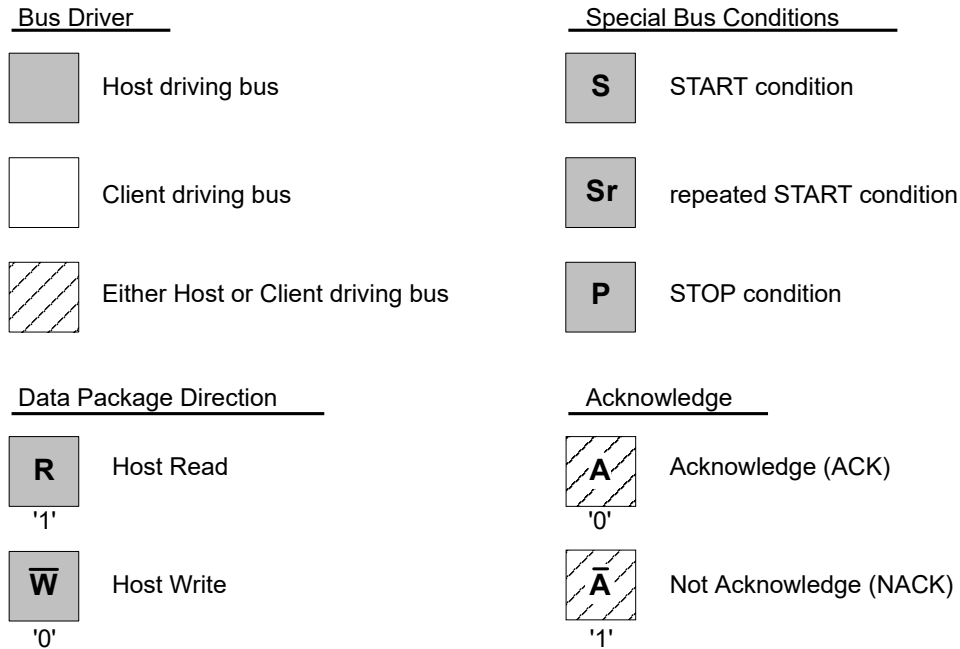 Bus Driver
Host driving bus
Client driving bus
Either Host or Client driving bus
Special Bus Conditions
S START condition
Sr repeated START condition
P STOP condition
Data Package Direction
R Host Read
'1'
W̅ Host Write
'0'
Acknowledge
A Acknowledge (ACK)
'0'
A̅ Not Acknowledge (NACK)
'1'